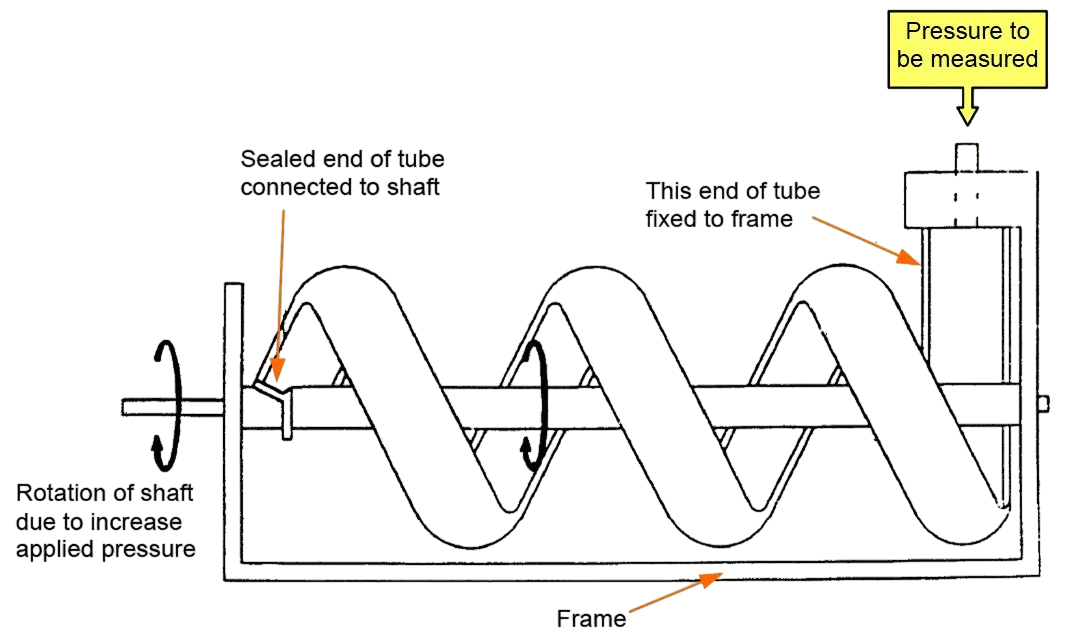 Pressure to
be measured
Sealed end of tube
connected to shaft
This end of tube
fixed to frame
Rotation of shaft
due to increase
applied pressure
Frame